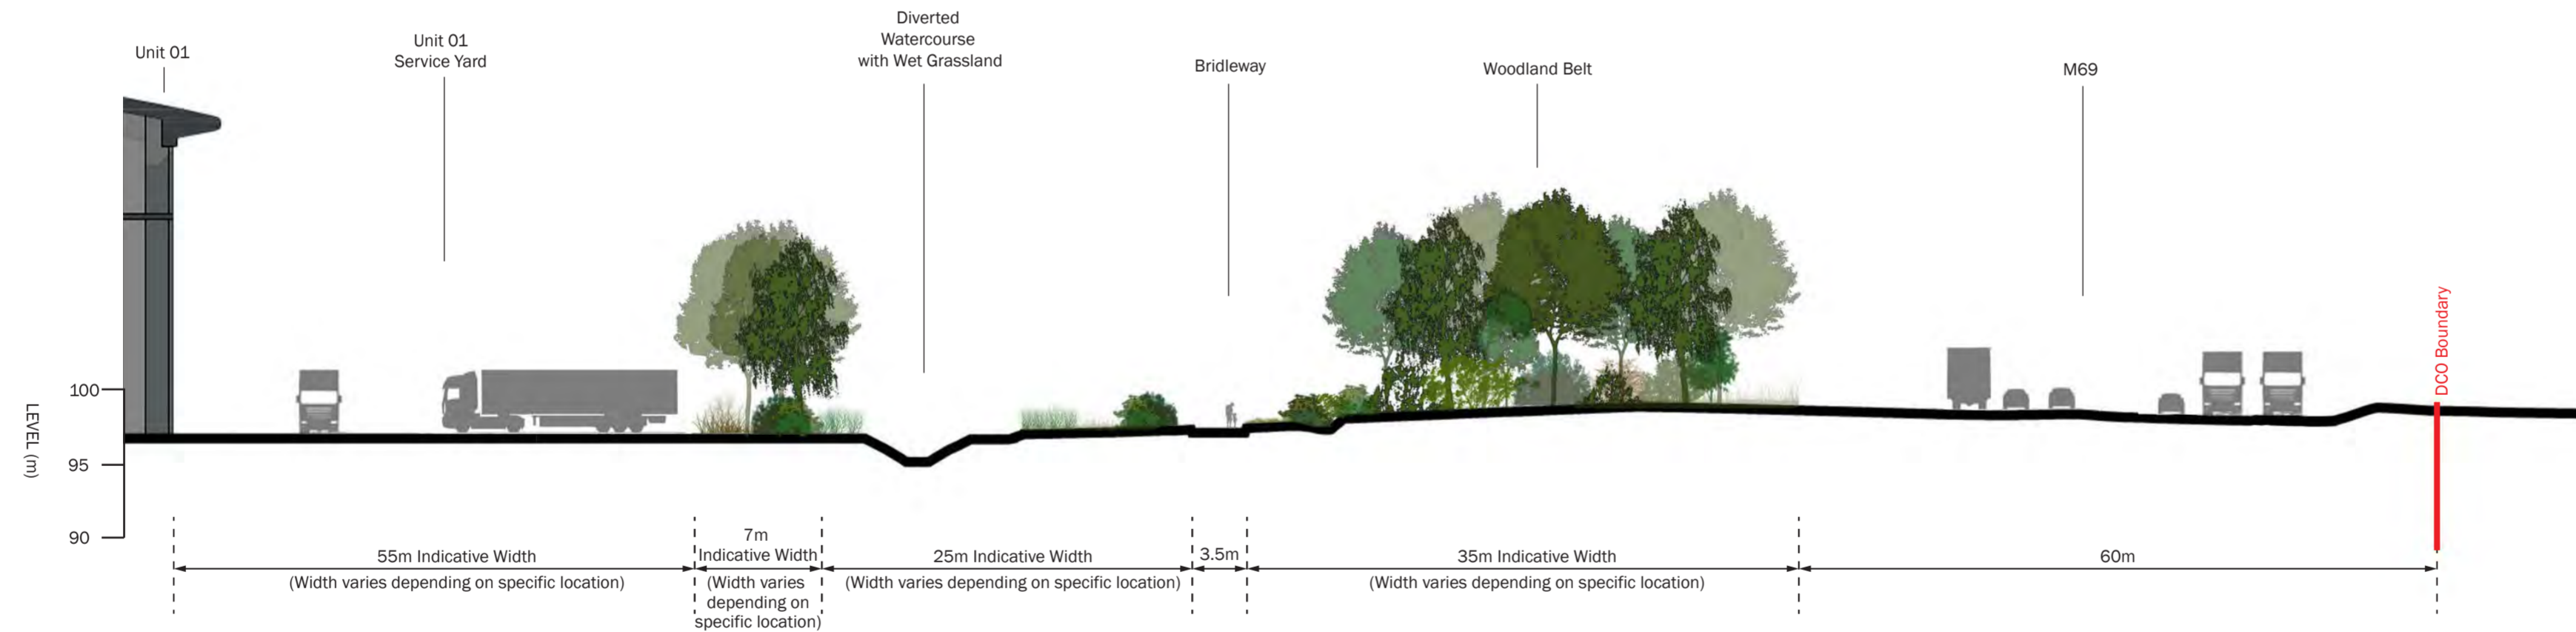 Unit 01
Unit 01
Service Yard
Diverted
Watercourse
with Wet Grassland
Bridleway
Woodland Belt
M69
DCO Boundary
LEVEL (m)
100
95
90
55m Indicative Width
(Width varies depending on specific location)
7m
Indicative Width
(Width varies
depending on
specific location)
25m Indicative Width
(Width varies depending on specific location)
3.5m
35m Indicative Width
(Width varies depending on specific location)
60m